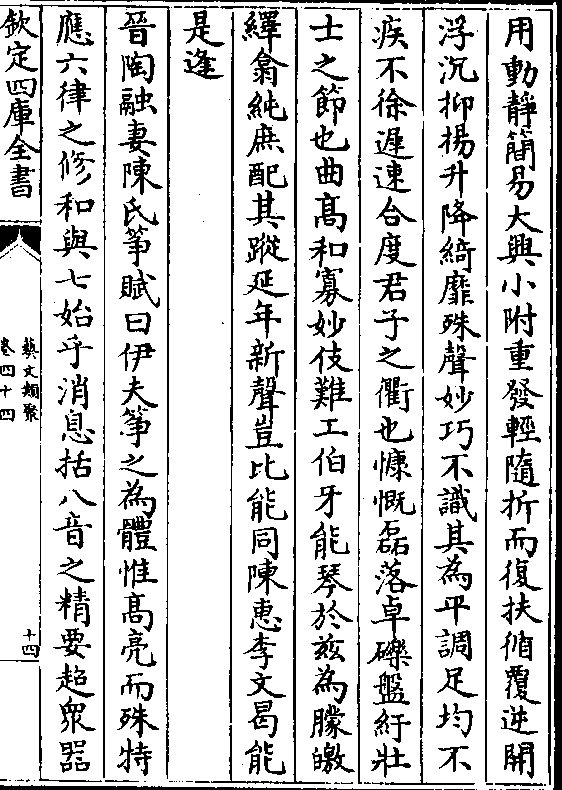 用動靜簡易大興小附重發輕隨折而復扶循覆逆開
浮沉抑揚升降綺靡殊聲妙巧不識其為平調足均不
疾不徐遲速合度君子之衢也慷慨磊落卓礫盤紆壯
士之節也曲髙和寡妙伎難工伯牙能琴於兹為朦皦
繹翕純庶配其蹤延年新聲豈比能同陳惠李文曷能
是逢
晉陶融妻陳氏箏賦曰伊夫箏之為體惟髙亮而殊特
應六律之修和與七始乎消息括八音之精要超衆器
欽定四庫全書
藝文類聚
卷四十四
十四